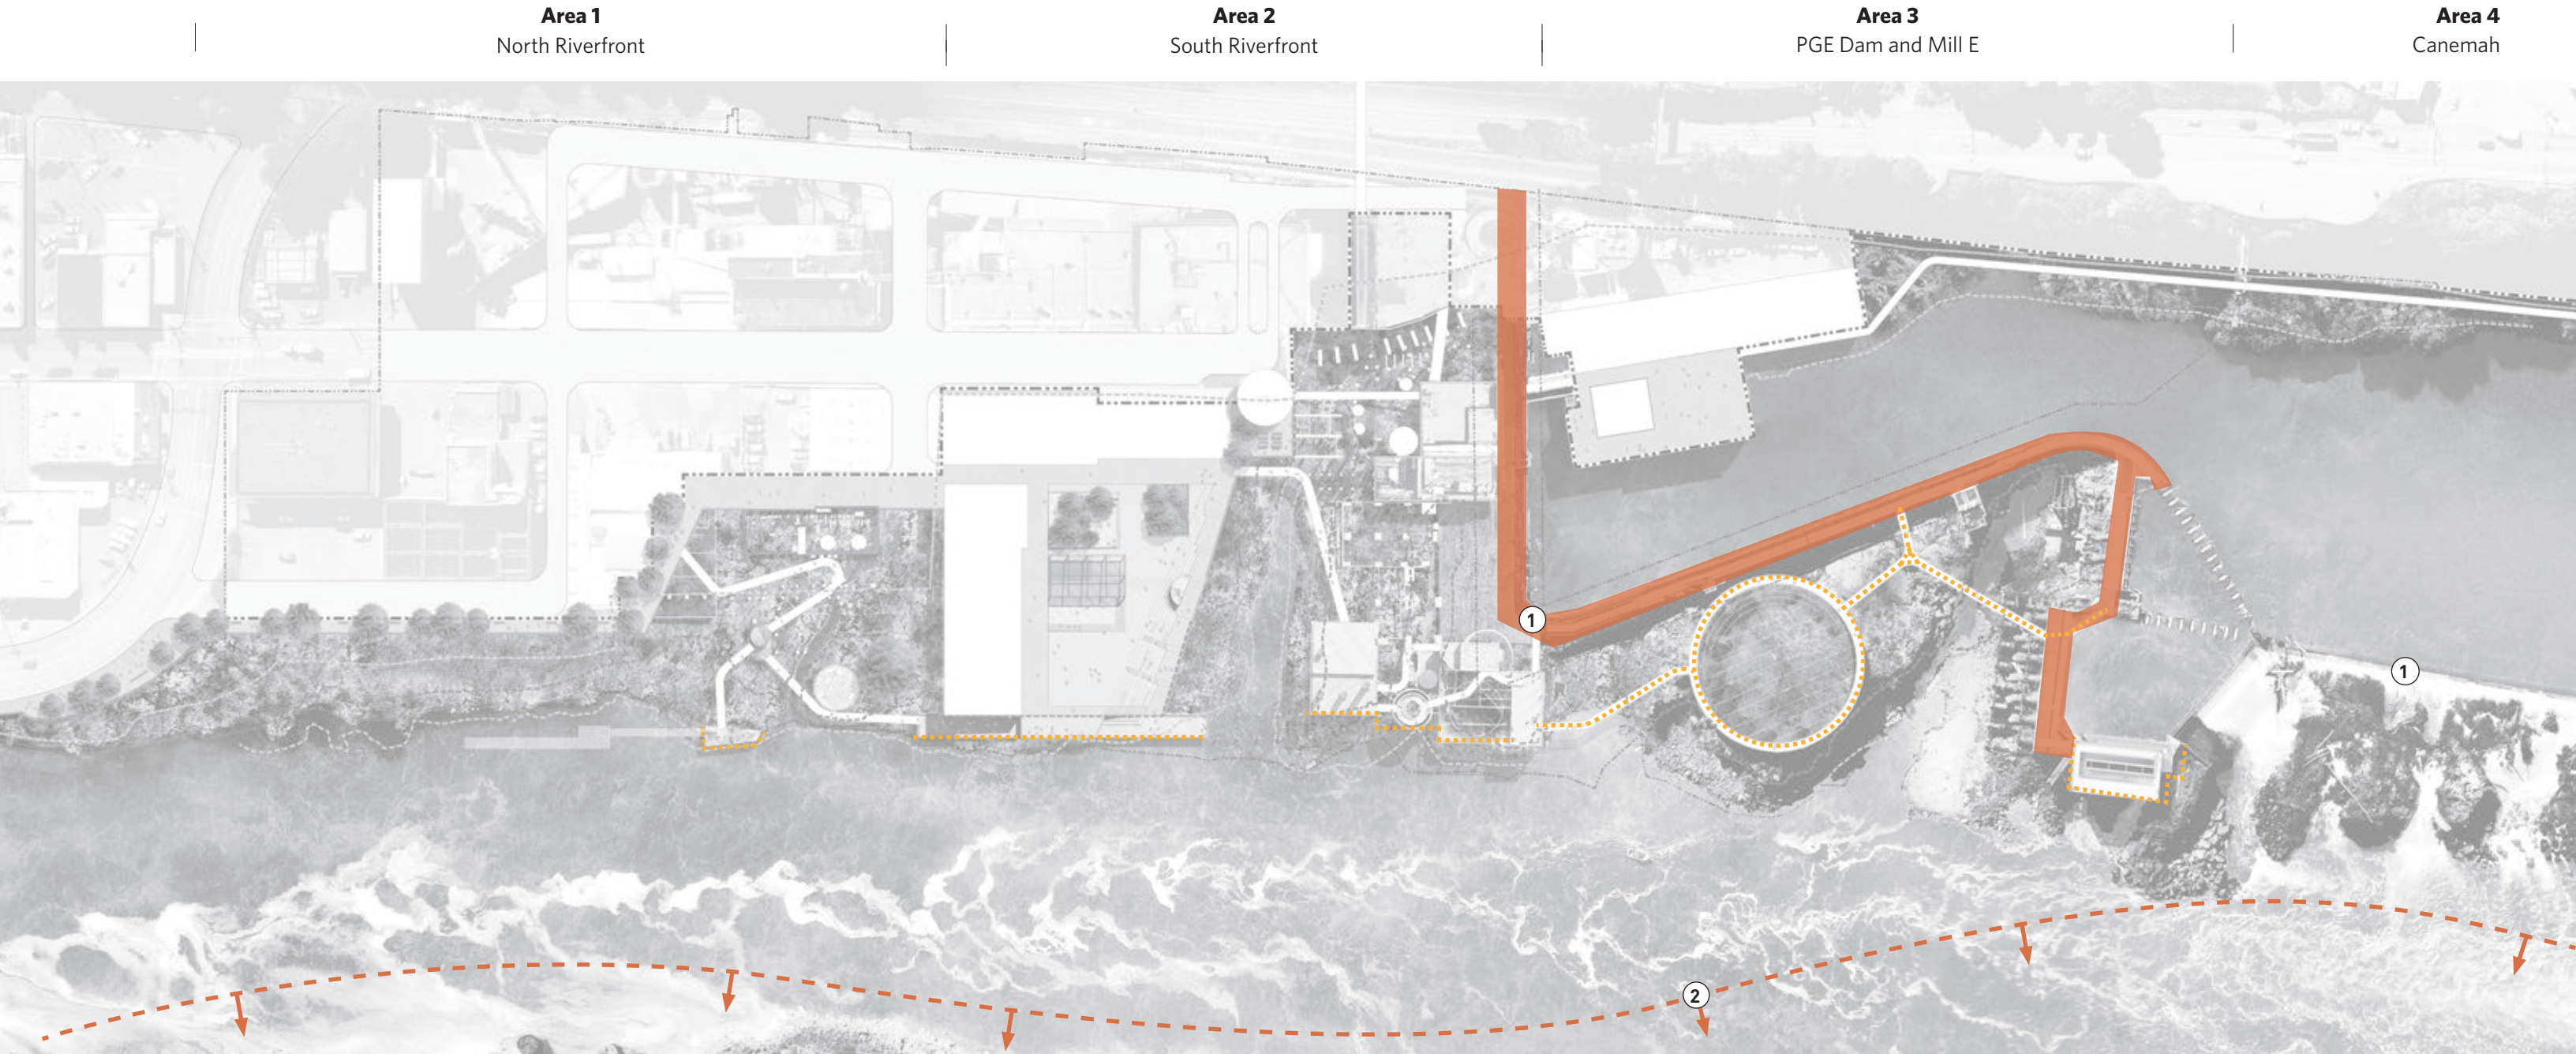 Area 1
North Riverfront
Area 2
South Riverfront
Area 3
PGE Dam and Mill E
Area 4
Canemah
1
1
2